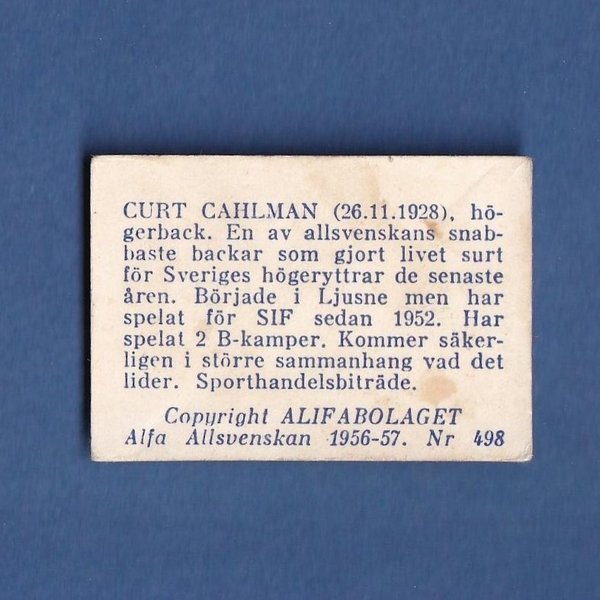 CURT CAHLMAN (26.11.1928), hö-
gerback. En av allsvenskans snab-
baste backar som gjort livet surt
för Sveriges högeryttrar de senaste
åren. Började i Ljusne men har
spelat för SIF sedan 1952. Har
spelat 2 B-kamper. Kommer säker-
ligen i större sammanhang vad det
lider. Sporthandelsbiträde.
Copyright ALIFABOLAGET
Alfa Allsvenskan 1956-57. Nr 498